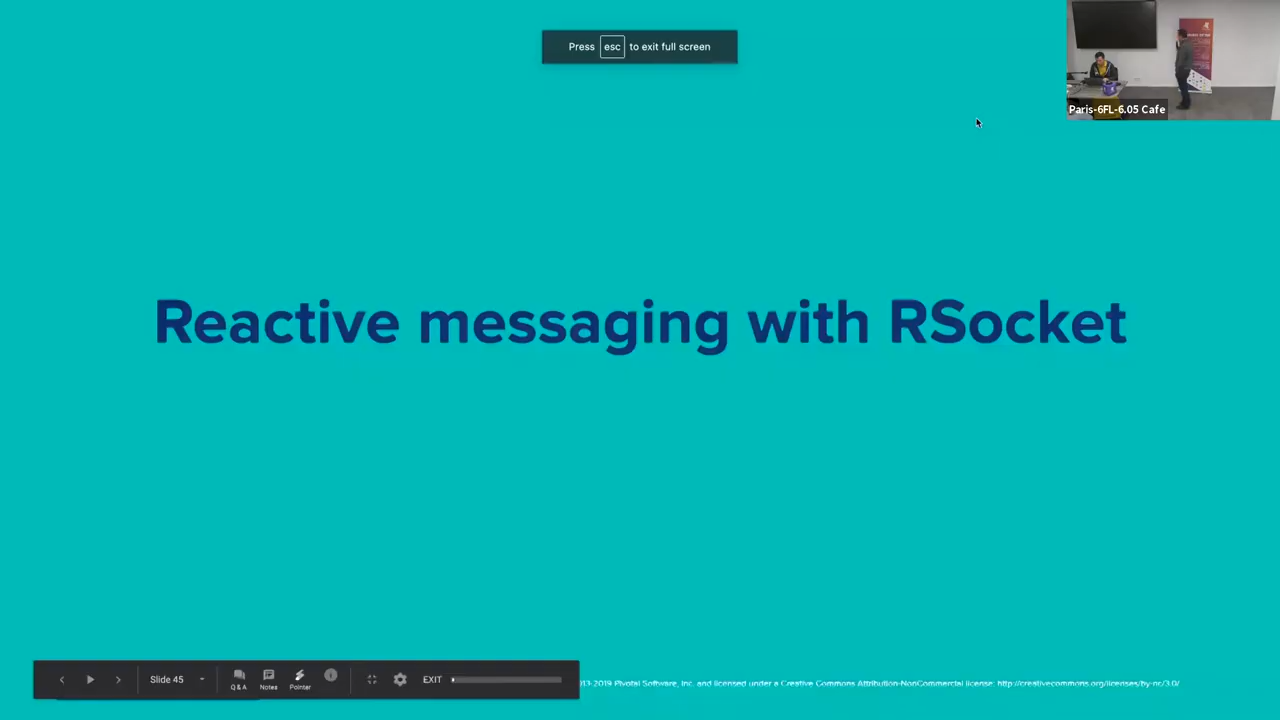 Press esc to exit full screen
Paris-6FL-6.05 Cafe
Reactive messaging with RSocket
Slide 45
Q&A
Notes
Pointer
EXIT
13-2019 Pivotal Software, Inc. and licensed under a Creative Commons Attribution-NonCommercial license: http://creativecommons.org/licenses/by-nc/3.0/